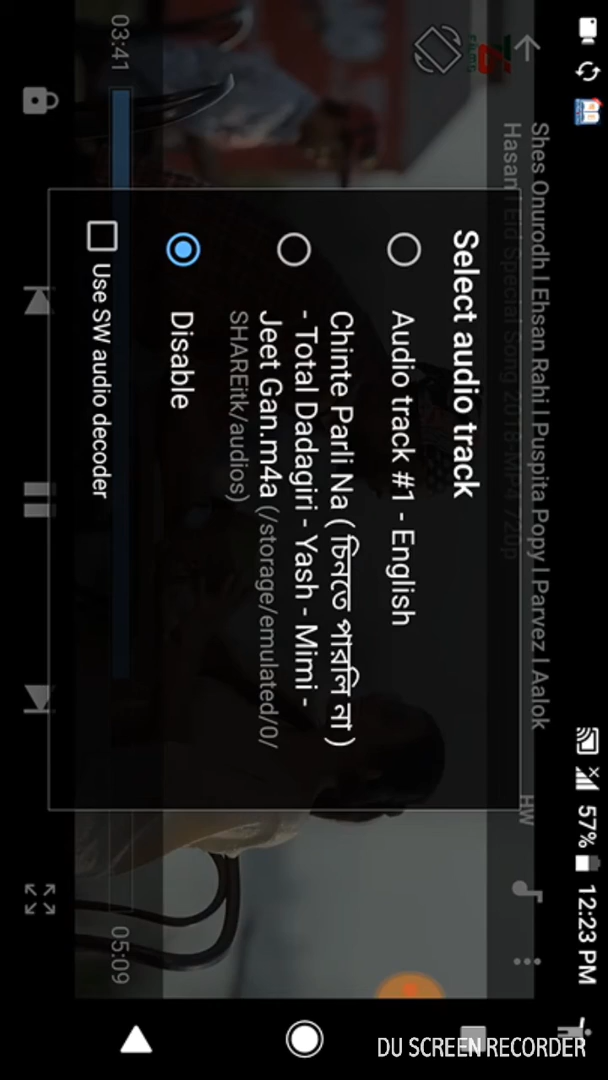 57% 12:23 PM
Shes Onurodh I Ehsan Rahi I Puspita Popy I Parvez I Aalok
Hasan I Eid Special Song 2018 MP4 720p
HW
Select audio track
Audio track #1 - English
Chinte Parli Na ( চিনতে পারলি না )
- Total Dadagiri - Yash - Mimi -
Jeet Gan.m4a (/storage/emulated/0/
SHAREitk/audios)
Disable
Use SW audio decoder
03:41
05:09
DU SCREEN RECORDER